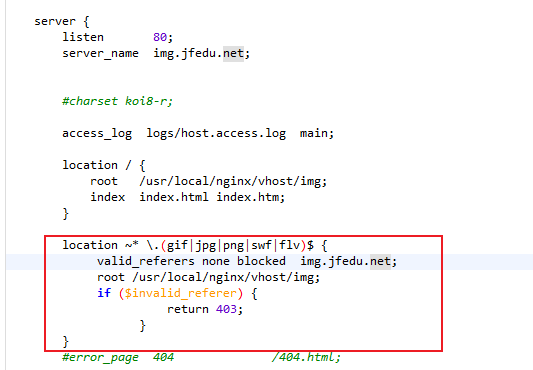 server {
listen 80;
server_name img.jfedu.net;
#charset koi8-r;
access_log logs/host.access.log main;
location / {
root /usr/local/nginx/vhost/img;
index index.html index.htm;
}
location ~* \.(gif|jpg|png|swf|flv)$ {
valid_referers none blocked img.jfedu.net;
root /usr/local/nginx/vhost/img;
if ($invalid_referer) {
return 403;
}
}
#error_page 404 /404.html;